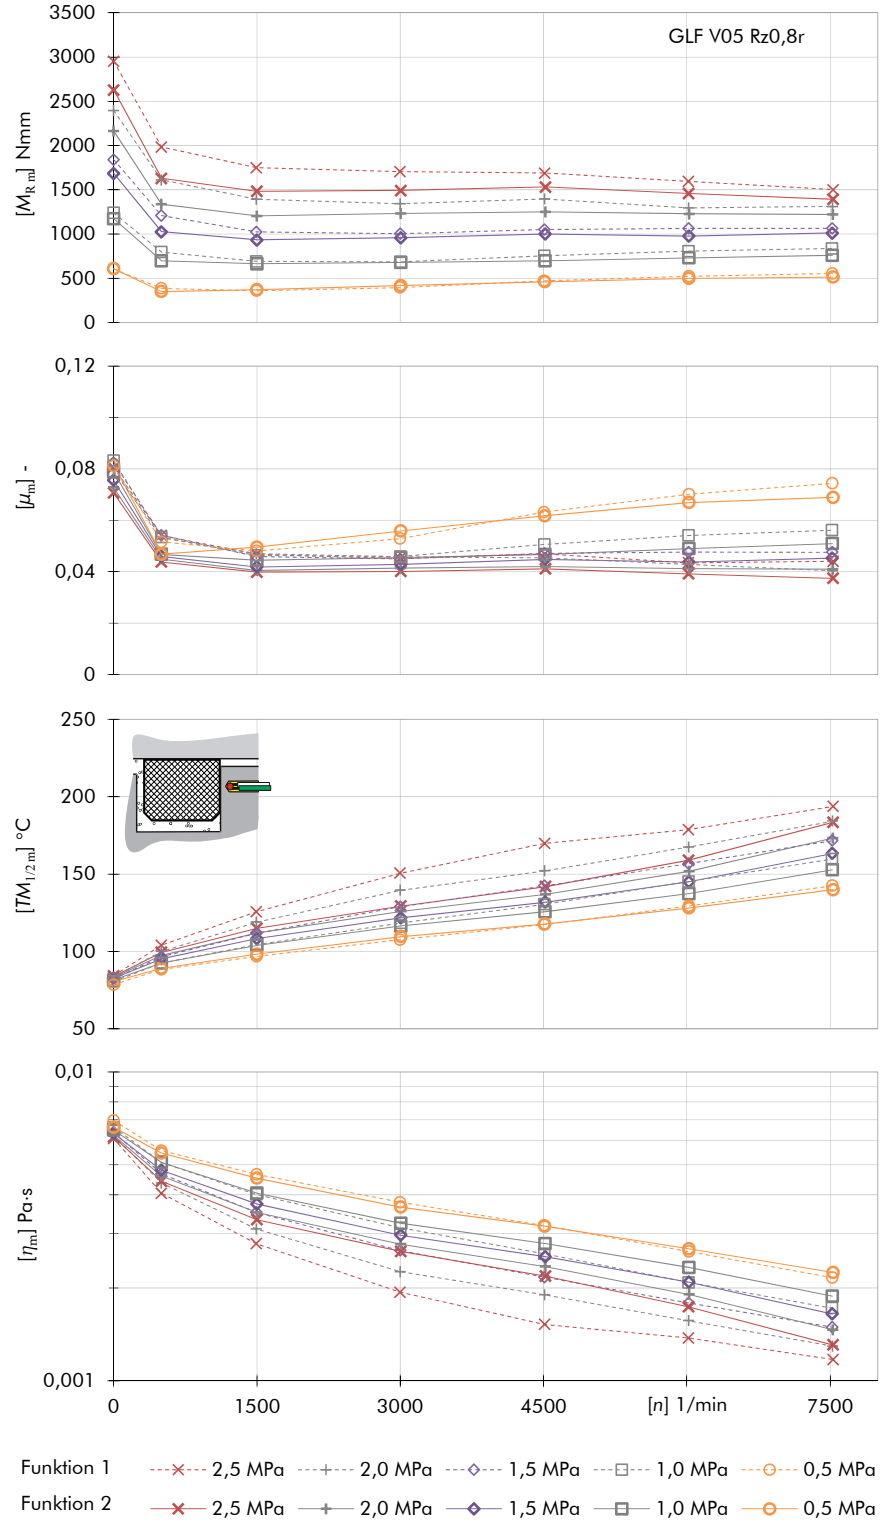 GLF V05 Rz0,8r
[M_R m] Nmm
3500
3000
2500
2000
1500
1000
500
0
[μ_m] -
0,12
0,08
0,04
0
[TM_1/2 m] °C
250
200
150
100
50
[η_m] Pa·s
0,01
0,001
0 1500 3000 4500 [n] 1/min 7500
Funktion 1 2,5 MPa 2,0 MPa 1,5 MPa 1,0 MPa 0,5 MPa
Funktion 2 2,5 MPa 2,0 MPa 1,5 MPa 1,0 MPa 0,5 MPa